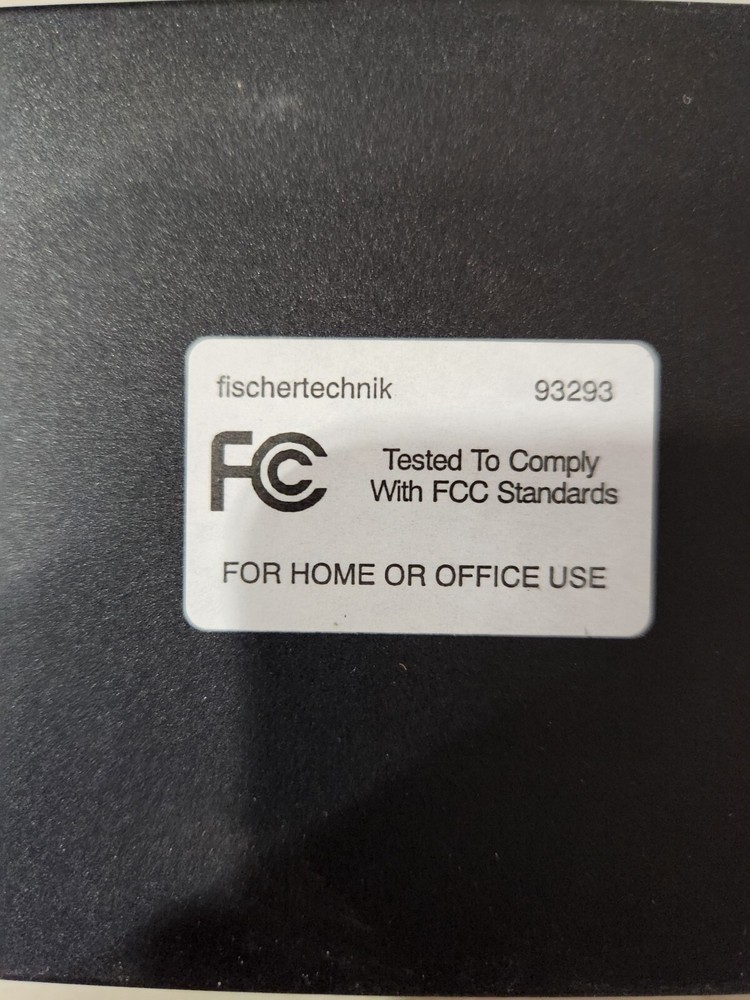 fischertechnik 93293
FC Tested To Comply
With FCC Standards
FOR HOME OR OFFICE USE